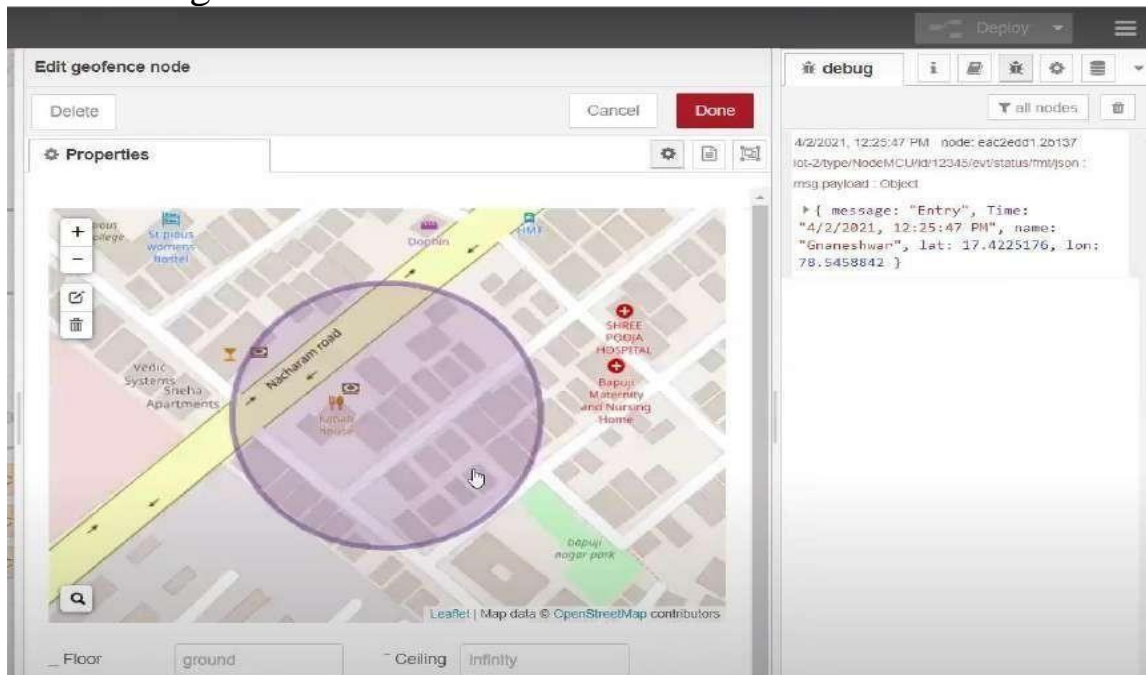 Deploy
Edit geofence node
Delete
Cancel
Done
Properties
debug
i
all nodes
4/2/2021, 12:25:47 PM node: eac2edd1.2b137
iot-2/type/NodeMCU/id/12345/evt/status/fmt/json :
msg.payload : Object
{ message: "Entry", Time:
"4/2/2021, 12:25:47 PM", name:
"Gnaneshwar", lat: 17.4225176, lon:
78.5458842 }
+
−
St pious
womens
hostel
Dolphin
HMT
Nacharam road
SHREE
POOJA
HOSPITAL
Bapuji
Maternity
and Nursing
Home
Vedic
Systems
Sneha
Apartments
Kabab
house
bapuji
nagar park
Leaflet | Map data © OpenStreetMap contributors
Floor
ground
Ceiling
infinity